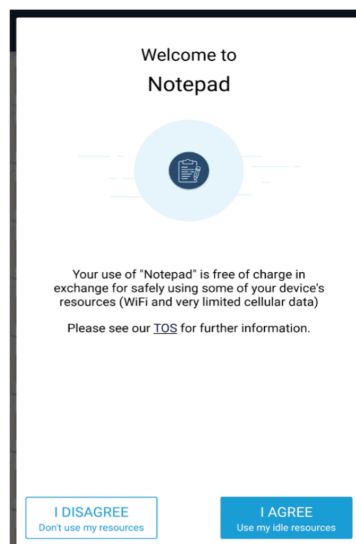 Welcome to
Notepad
Your use of "Notepad" is free of charge in
exchange for safely using some of your device's
resources (WiFi and very limited cellular data)
Please see our TOS for further information.
I DISAGREE
Don't use my resources
I AGREE
Use my idle resources